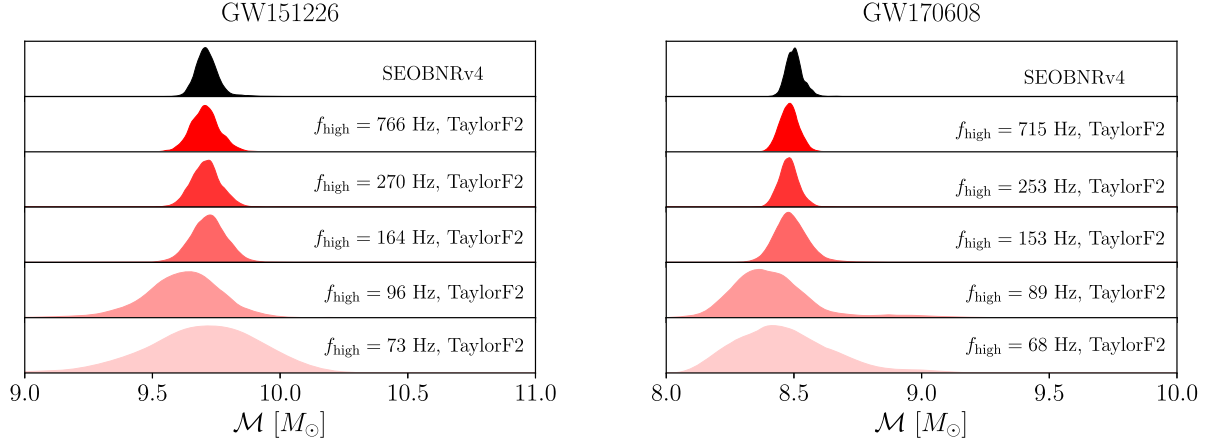 GW151226
SEOBNRv4
f_high = 766 Hz, TaylorF2
f_high = 270 Hz, TaylorF2
f_high = 164 Hz, TaylorF2
f_high = 96 Hz, TaylorF2
f_high = 73 Hz, TaylorF2
9.0 9.5 10.0 10.5 11.0
ℳ [M_⊙]
GW170608
SEOBNRv4
f_high = 715 Hz, TaylorF2
f_high = 253 Hz, TaylorF2
f_high = 153 Hz, TaylorF2
f_high = 89 Hz, TaylorF2
f_high = 68 Hz, TaylorF2
8.0 8.5 9.0 9.5 10.0
ℳ [M_⊙]